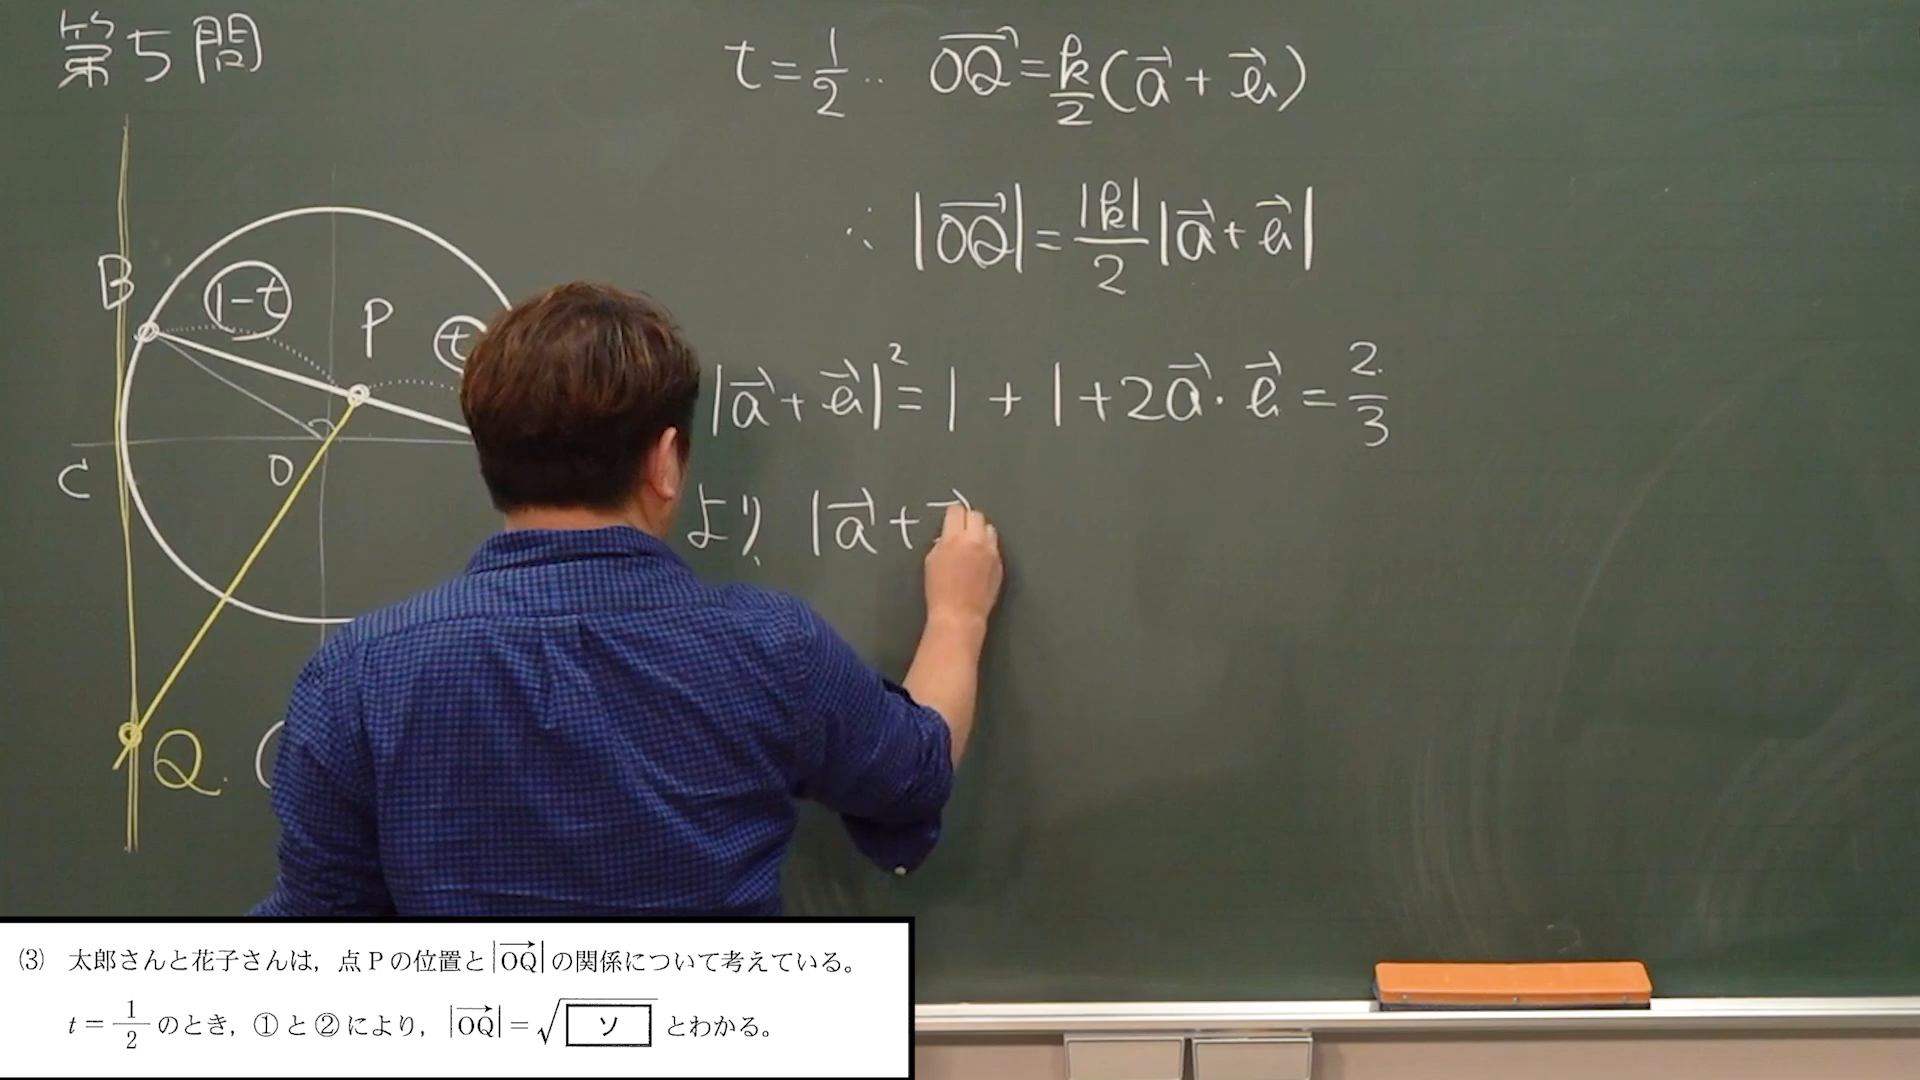 第5問
t=1/2‥ OQ→=k/2(a→+b→)
∴ |OQ→|=|k|/2|a→+b→|
B 1-t P t
|a→+b→|²=1+1+2a→・b→=2/3
C O
より、|a→+
Q
(3) 太郎さんと花子さんは，点Pの位置と|OQ→|の関係について考えている。
t=1/2のとき，①と②により，|OQ→|=√ソ とわかる。